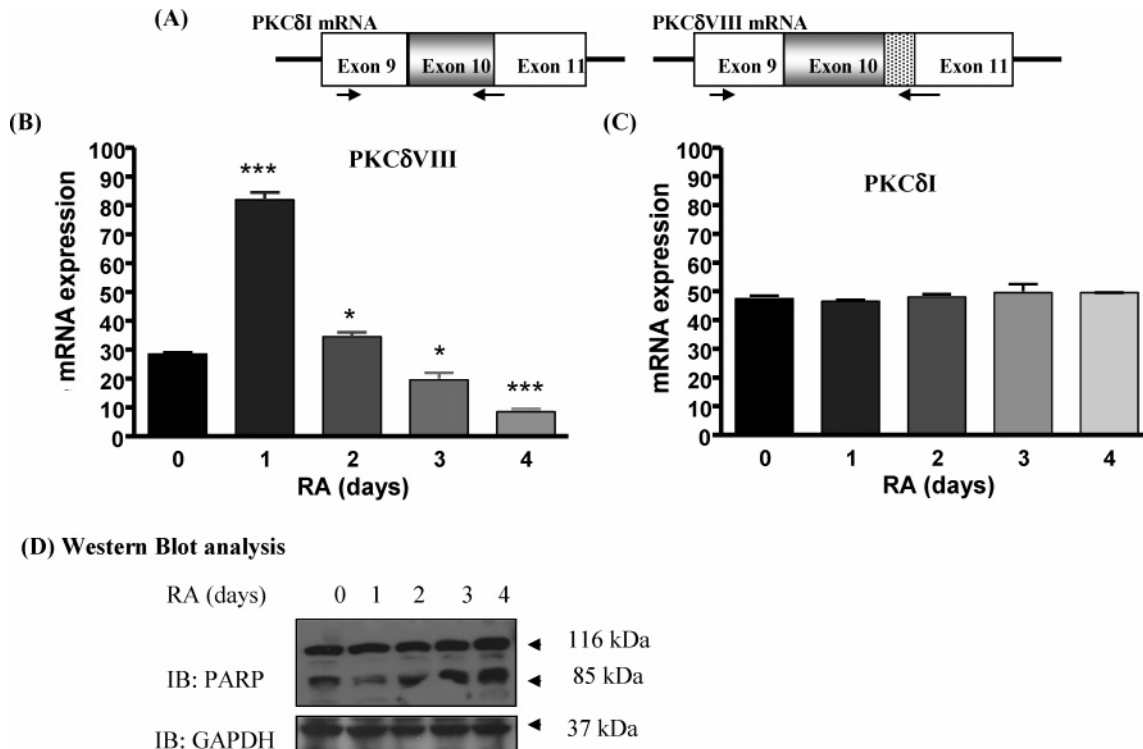 (A)
PKCδI mRNA
Exon 9 Exon 10 Exon 11
PKCδVIII mRNA
Exon 9 Exon 10 Exon 11
(B)
PKCδVIII
mRNA expression
100
90
80
70
60
50
40
30
20
10
0
***
*
*
***
0 1 2 3 4
RA (days)
(C)
PKCδI
mRNA expression
100
90
80
70
60
50
40
30
20
10
0
0 1 2 3 4
RA (days)
(D) Western Blot analysis
RA (days) 0 1 2 3 4
116 kDa
IB: PARP 85 kDa
37 kDa
IB: GAPDH